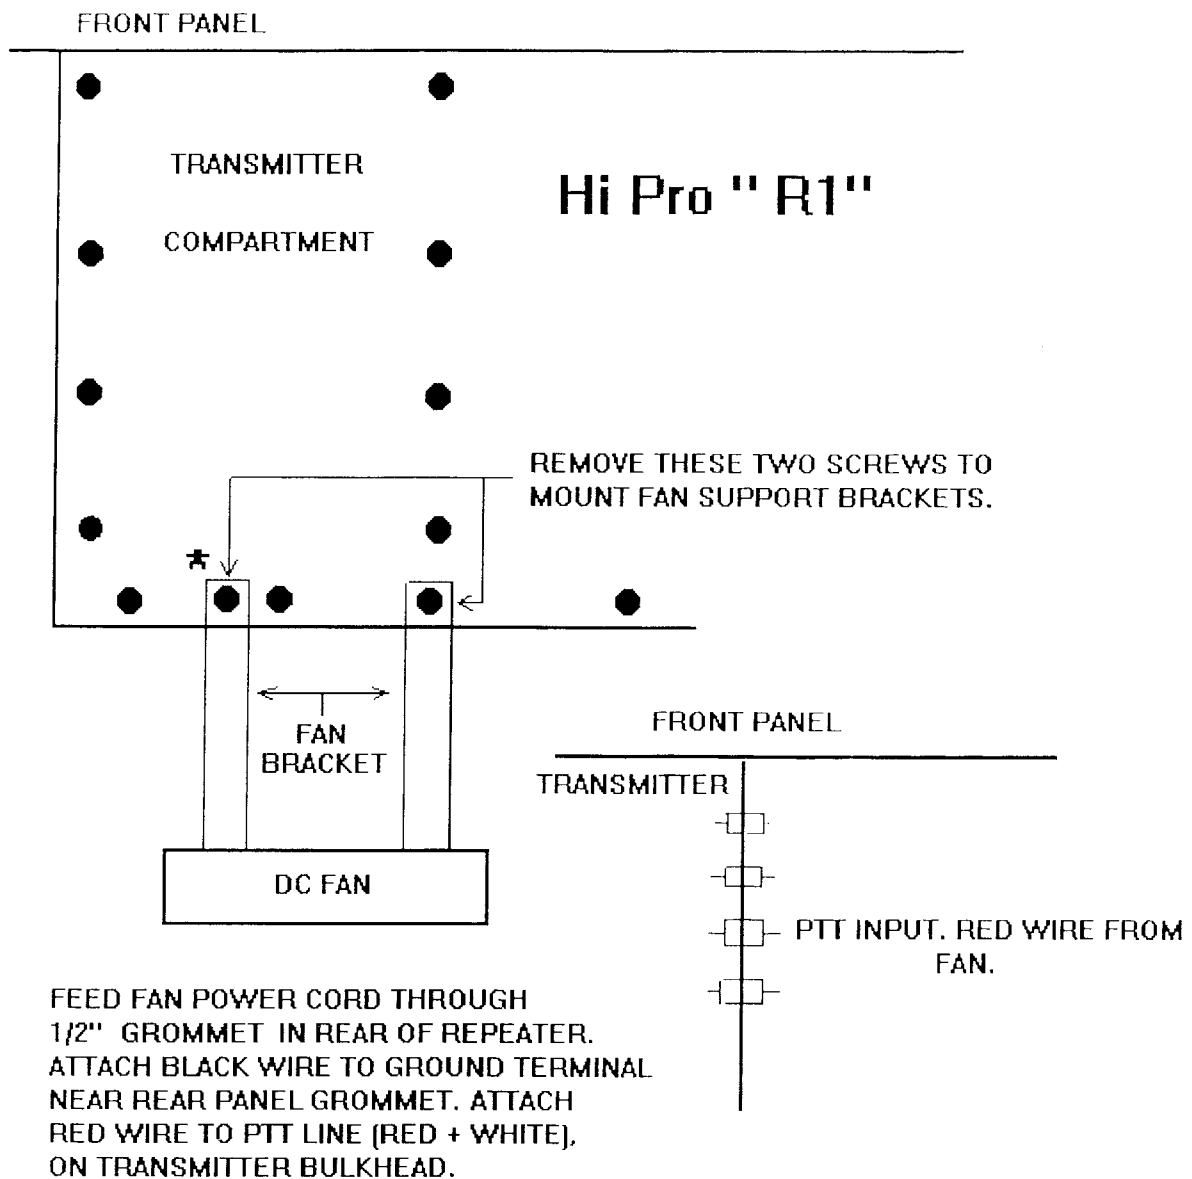 FRONT PANEL
TRANSMITTER
COMPARTMENT
Hi Pro " R1"
REMOVE THESE TWO SCREWS TO
MOUNT FAN SUPPORT BRACKETS.
*
FAN
BRACKET
DC FAN
FRONT PANEL
TRANSMITTER
PTT INPUT. RED WIRE FROM
FAN.
FEED FAN POWER CORD THROUGH
1/2" GROMMET IN REAR OF REPEATER.
ATTACH BLACK WIRE TO GROUND TERMINAL
NEAR REAR PANEL GROMMET. ATTACH
RED WIRE TO PTT LINE (RED + WHITE),
ON TRANSMITTER BULKHEAD.